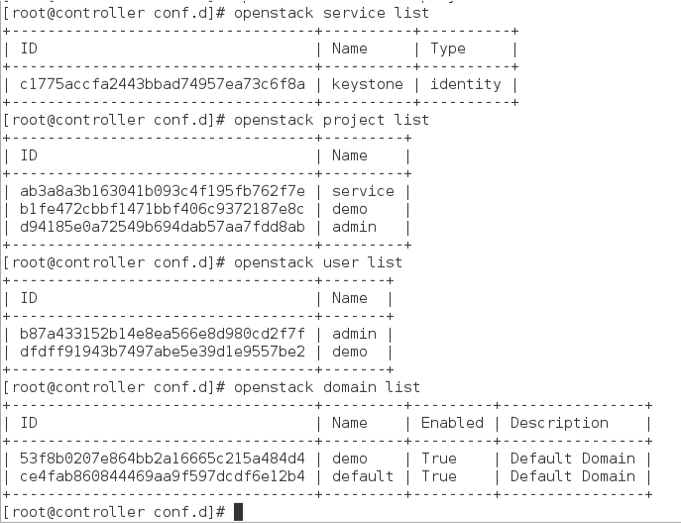 [root@controller conf.d]# openstack service list
+----------------------------------+----------+----------+
| ID                               | Name     | Type     |
+----------------------------------+----------+----------+
| c1775accfa2443bbad74957ea73c6f8a | keystone | identity |
+----------------------------------+----------+----------+
[root@controller conf.d]# openstack project list
+----------------------------------+---------+
| ID                               | Name    |
+----------------------------------+---------+
| ab3a8a3b163041b093c4f195fb762f7e | service |
| b1fe472cbbf1471bbf406c9372187e8c | demo    |
| d94185e0a72549b694dab57aa7fdd8ab | admin   |
+----------------------------------+---------+
[root@controller conf.d]# openstack user list
+----------------------------------+-------+
| ID                               | Name  |
+----------------------------------+-------+
| b87a433152b14e8ea566e8d980cd2f7f | admin |
| dfdff91943b7497abe5e39d1e9557be2 | demo  |
+----------------------------------+-------+
[root@controller conf.d]# openstack domain list
+----------------------------------+---------+---------+----------------+
| ID                               | Name    | Enabled | Description    |
+----------------------------------+---------+---------+----------------+
| 53f8b0207e864bb2a16665c215a484d4 | demo    | True    | Default Domain |
| ce4fab860844469aa9f597dcdf6e12b4 | default | True    | Default Domain |
+----------------------------------+---------+---------+----------------+
[root@controller conf.d]#